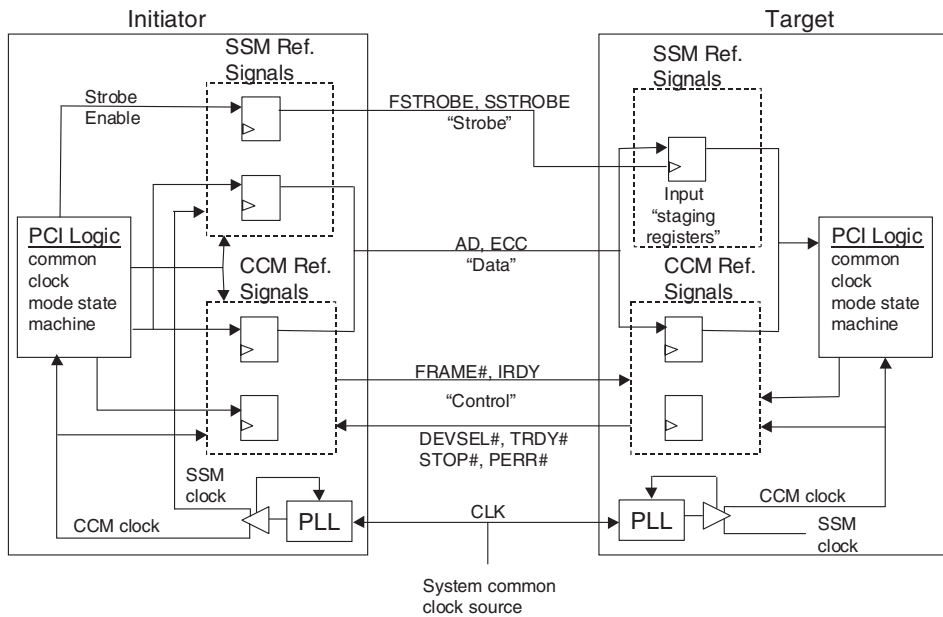 Initiator
Target
SSM Ref.
Signals
SSM Ref.
Signals
Strobe
Enable
FSTROBE, SSTROBE
“Strobe”
Input
“staging
registers”
PCI Logic
common
clock
mode state
machine
AD, ECC
“Data”
PCI Logic
common
clock
mode state
machine
CCM Ref.
Signals
CCM Ref.
Signals
FRAME#, IRDY
“Control”
DEVSEL#, TRDY#
STOP#, PERR#
SSM
clock
CCM clock
PLL
CLK
PLL
CCM clock
SSM
clock
System common
clock source